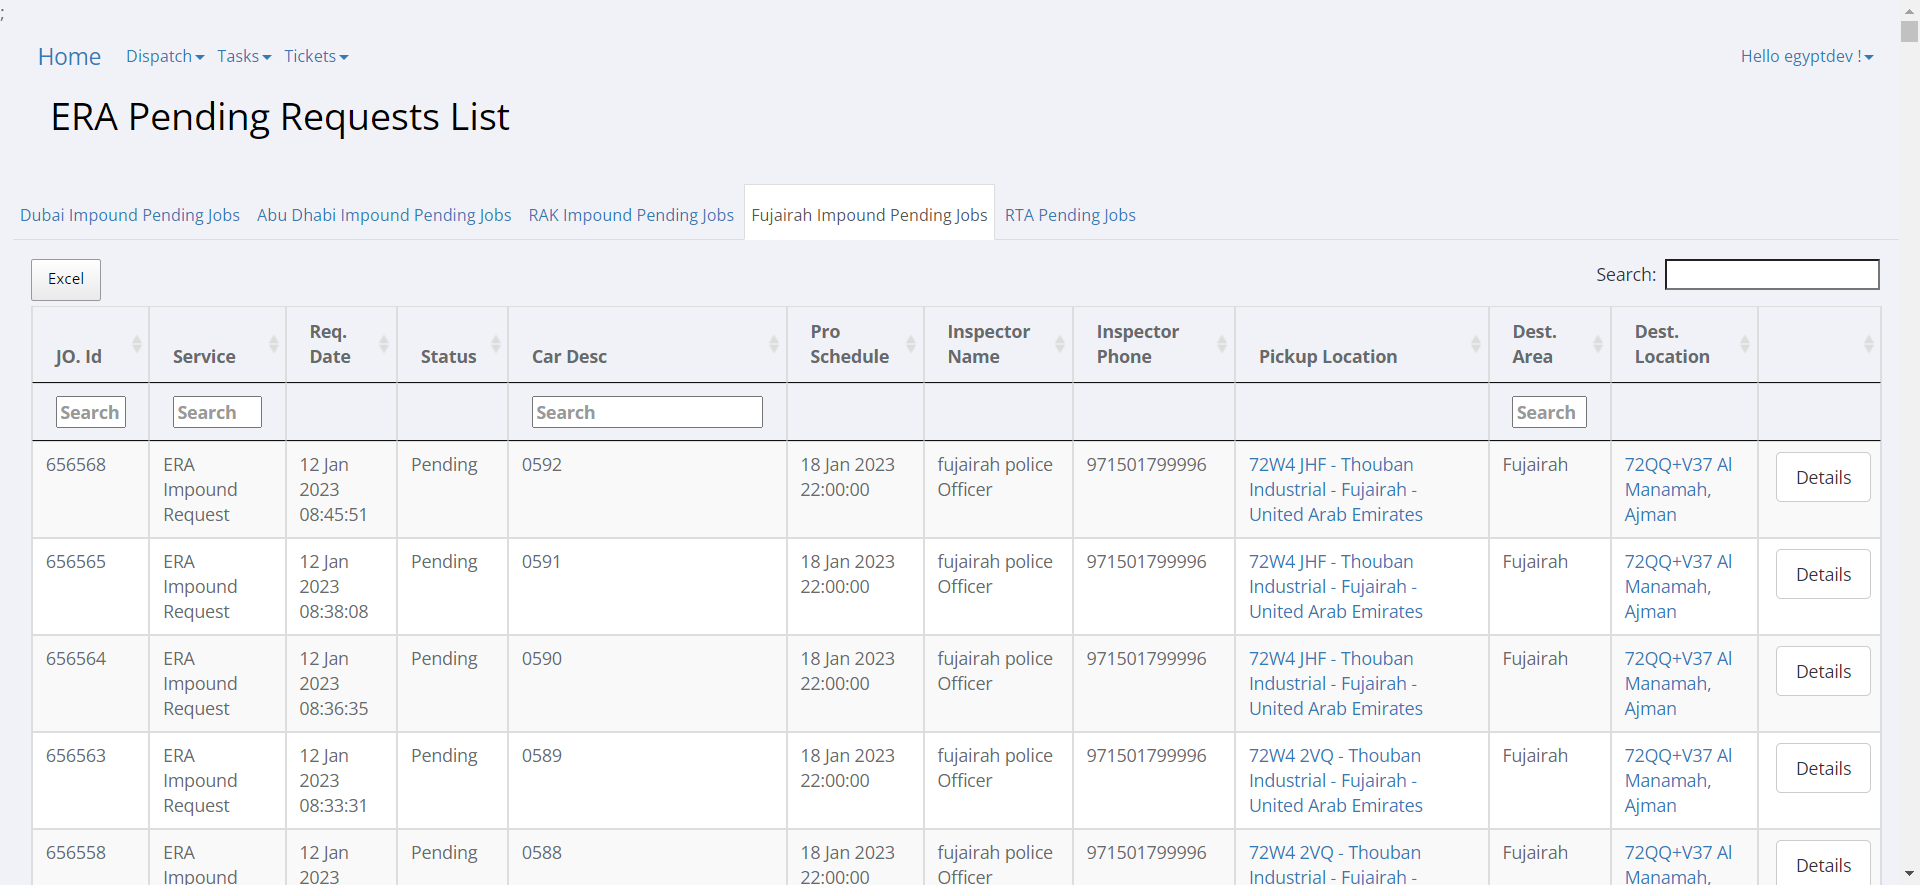 ;
Home Dispatch Tasks Tickets Hello egyptdev !
ERA Pending Requests List
Dubai Impound Pending Jobs Abu Dhabi Impound Pending Jobs RAK Impound Pending Jobs Fujairah Impound Pending Jobs RTA Pending Jobs
Excel Search:
JO. Id Service Req. Date Status Car Desc Pro Schedule Inspector Name Inspector Phone Pickup Location Dest. Area Dest. Location
Search Search Search Search
656568 ERA Impound Request 12 Jan 2023 08:45:51 Pending 0592 18 Jan 2023 22:00:00 fujairah police Officer 971501799996 72W4 JHF - Thouban Industrial - Fujairah - United Arab Emirates Fujairah 72QQ+V37 Al Manamah, Ajman Details
656565 ERA Impound Request 12 Jan 2023 08:38:08 Pending 0591 18 Jan 2023 22:00:00 fujairah police Officer 971501799996 72W4 JHF - Thouban Industrial - Fujairah - United Arab Emirates Fujairah 72QQ+V37 Al Manamah, Ajman Details
656564 ERA Impound Request 12 Jan 2023 08:36:35 Pending 0590 18 Jan 2023 22:00:00 fujairah police Officer 971501799996 72W4 JHF - Thouban Industrial - Fujairah - United Arab Emirates Fujairah 72QQ+V37 Al Manamah, Ajman Details
656563 ERA Impound Request 12 Jan 2023 08:33:31 Pending 0589 18 Jan 2023 22:00:00 fujairah police Officer 971501799996 72W4 2VQ - Thouban Industrial - Fujairah - United Arab Emirates Fujairah 72QQ+V37 Al Manamah, Ajman Details
656558 ERA Impound 12 Jan 2023 Pending 0588 18 Jan 2023 22:00:00 fujairah police Officer 971501799996 72W4 2VQ - Thouban Industrial - Fujairah - Fujairah 72QQ+V37 Al Manamah, Details